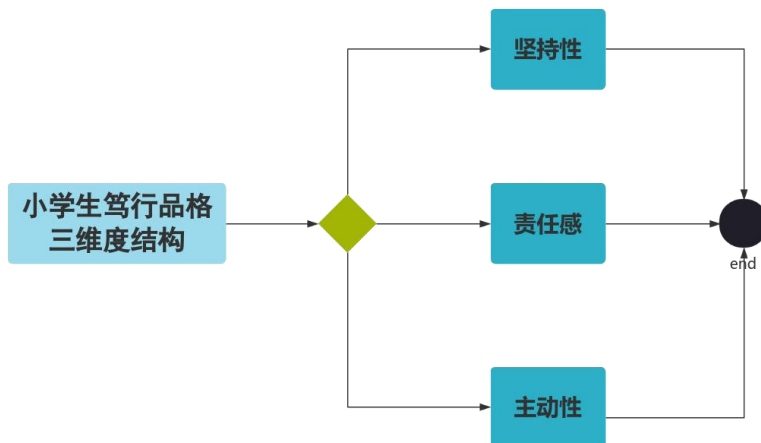 坚持性
小学生笃行品格
三维度结构
责任感
end
主动性